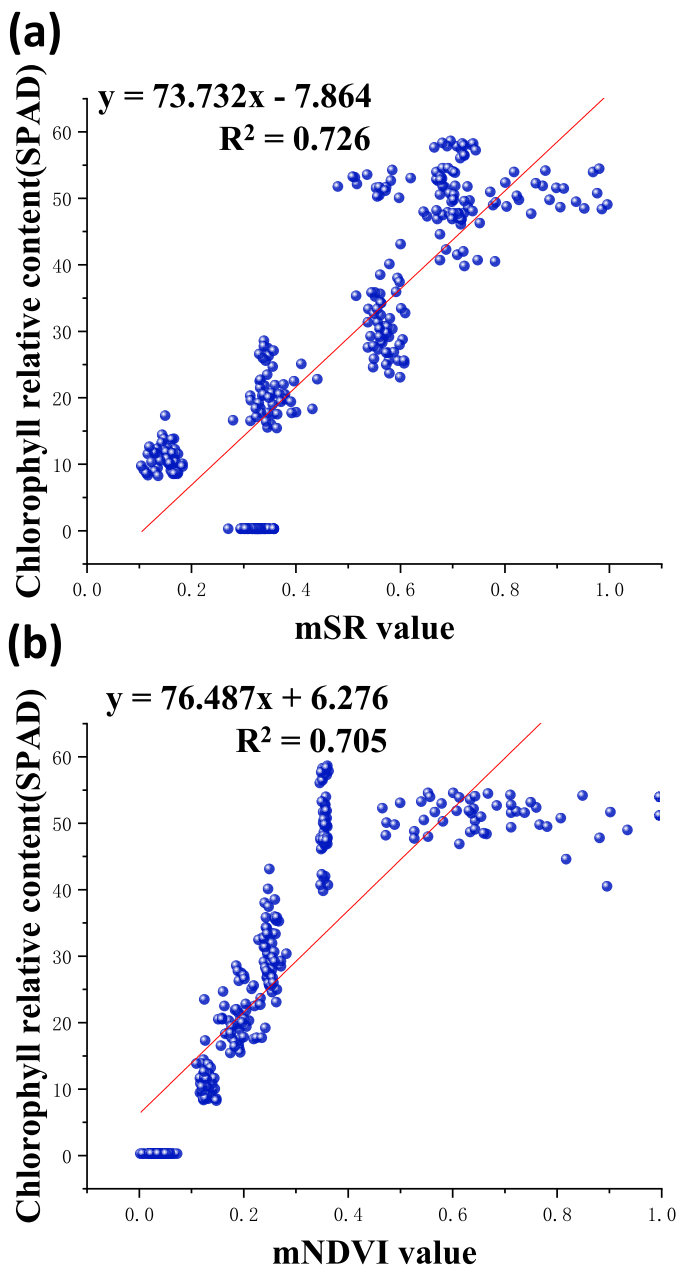 (a)
y = 73.732x - 7.864
R² = 0.726
Chlorophyll relative content(SPAD)
60
50
40
30
20
10
0
0.0 0.2 0.4 0.6 0.8 1.0
mSR value
(b)
y = 76.487x + 6.276
R² = 0.705
Chlorophyll relative content(SPAD)
60
50
40
30
20
10
0
0.0 0.2 0.4 0.6 0.8 1.0
mNDVI value